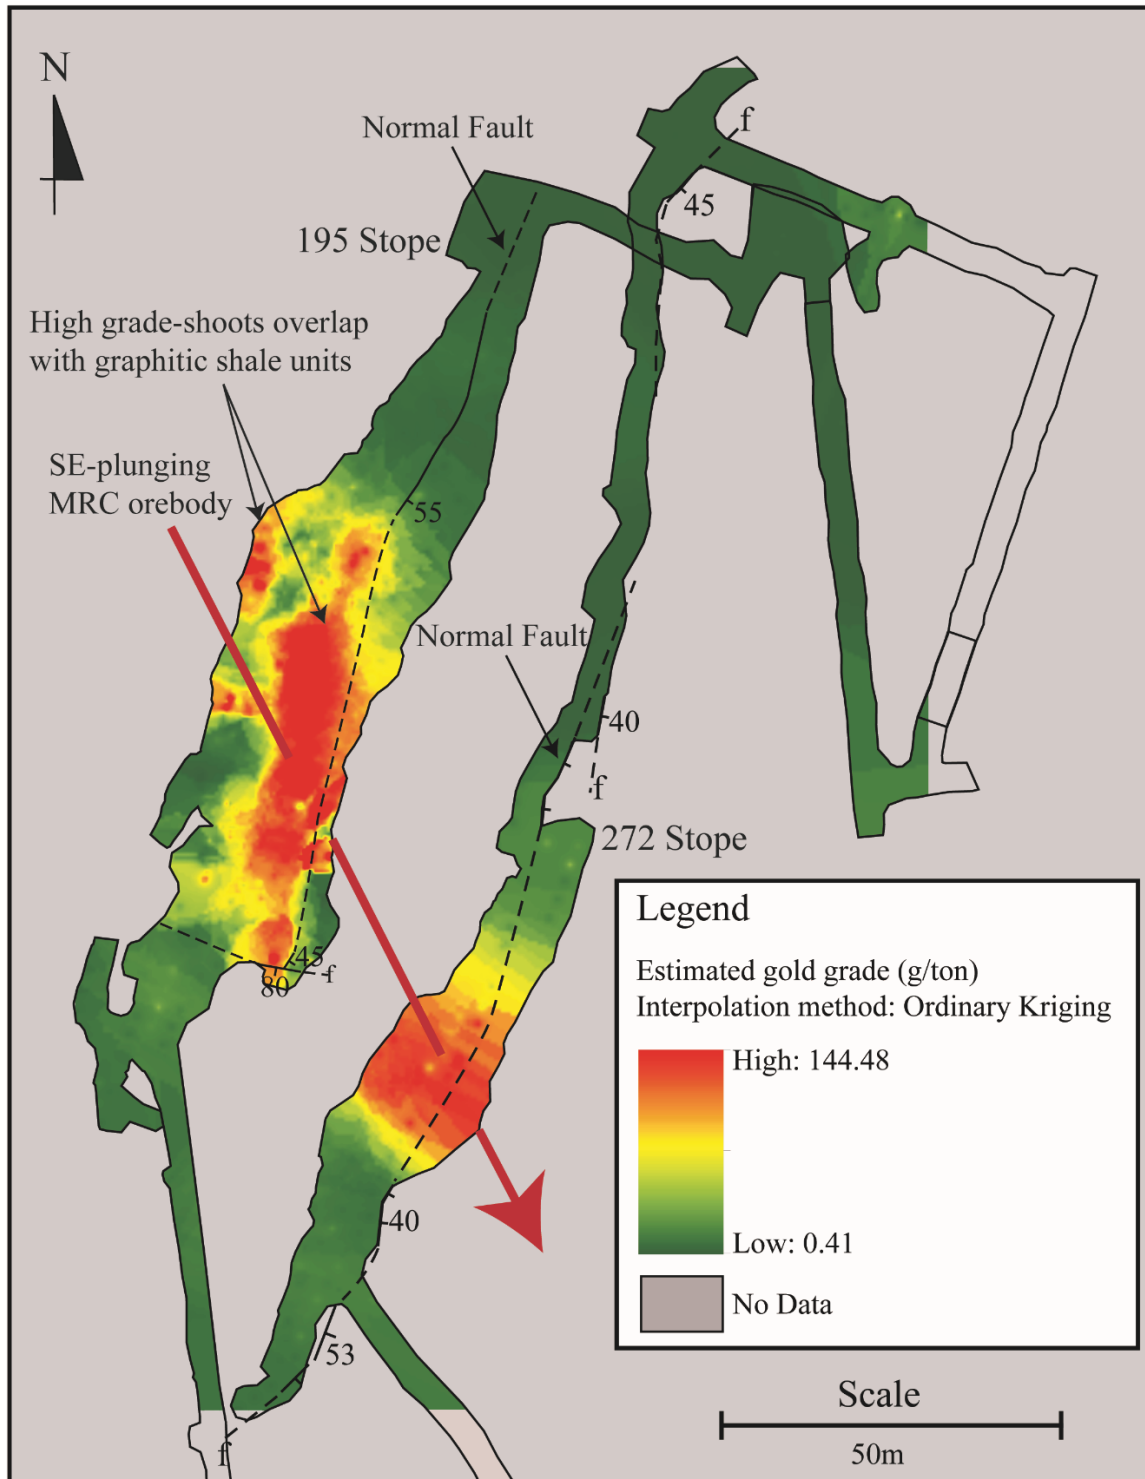 N
Normal Fault
f
45
195 Stope
High grade-shoots overlap
with graphitic shale units
SE-plunging
MRC orebody
55
Normal Fault
40
f
272 Stope
45
f
80
40
53
f
Legend
Estimated gold grade (g/ton)
Interpolation method: Ordinary Kriging
High: 144.48
Low: 0.41
No Data
Scale
50m